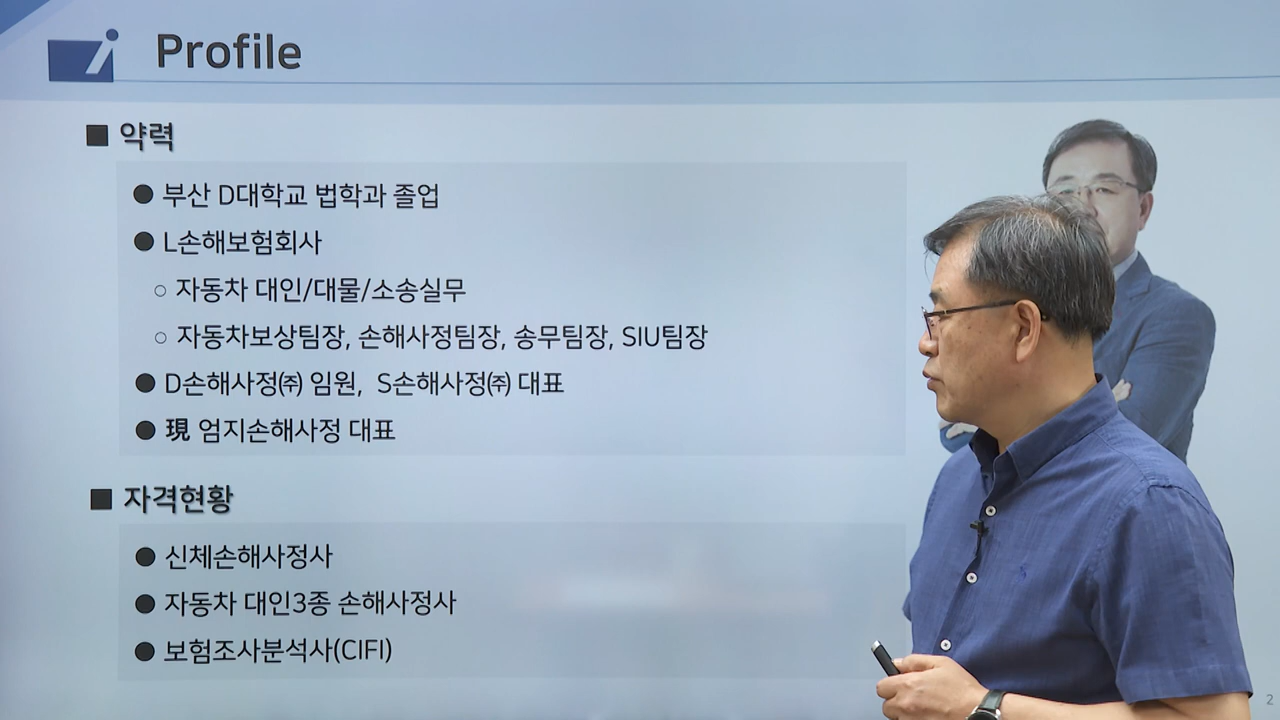 Profile
■ 약력
● 부산 D대학교 법학과 졸업
● L손해보험회사
○ 자동차 대인/대물/소송실무
○ 자동차보상팀장, 손해사정팀장, 송무팀장, SIU팀장
● D손해사정㈜ 임원, S손해사정㈜ 대표
● 現 엄지손해사정 대표
■ 자격현황
● 신체손해사정사
● 자동차 대인3종 손해사정사
● 보험조사분석사(CIFI)
2